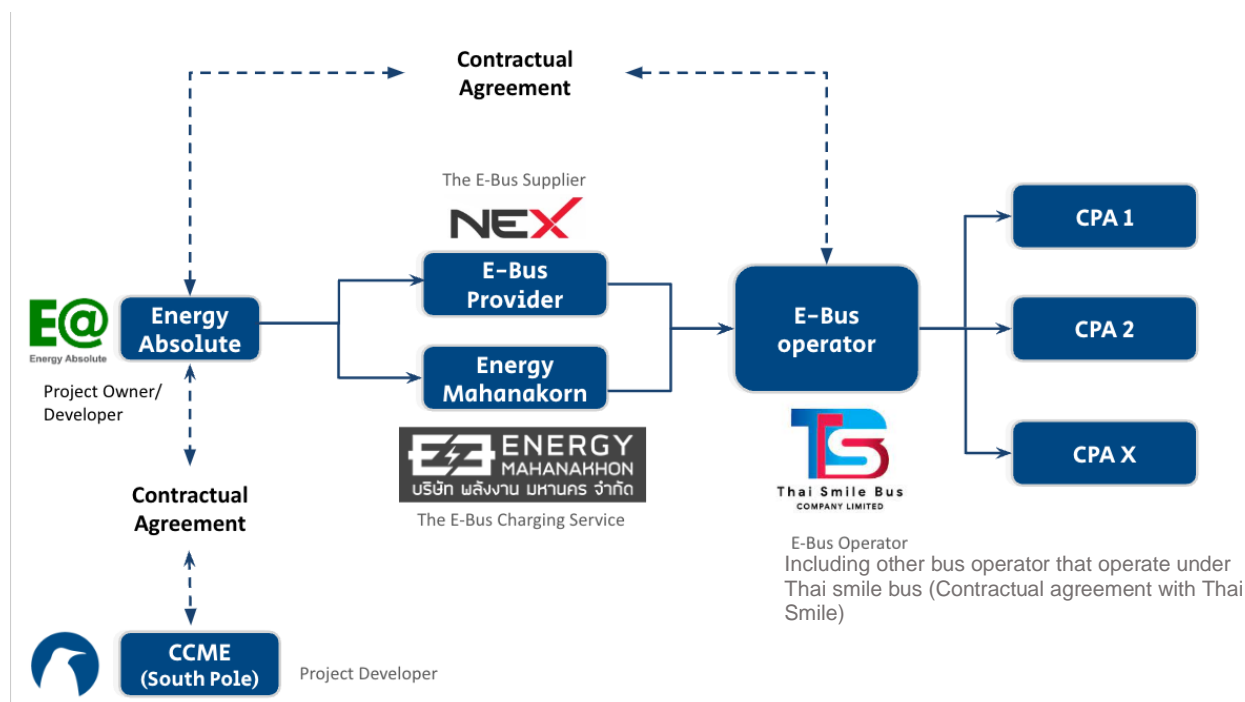 Contractual
Agreement
The E-Bus Supplier
NEX
E-Bus
Provider
CPA 1
E@
Energy Absolute
Energy
Absolute
E-Bus
operator
CPA 2
Project Owner/
Developer
Energy
Mahanakorn
ENERGY
MAHANAKHON
บริษัท พลังงาน มหานคร จำกัด
The E-Bus Charging Service
TSB
Thai Smile Bus
COMPANY LIMITED
CPA X
Contractual
Agreement
E-Bus Operator
Including other bus operator that operate under
Thai smile bus (Contractual agreement with Thai
Smile)
CCME
(South Pole)
Project Developer